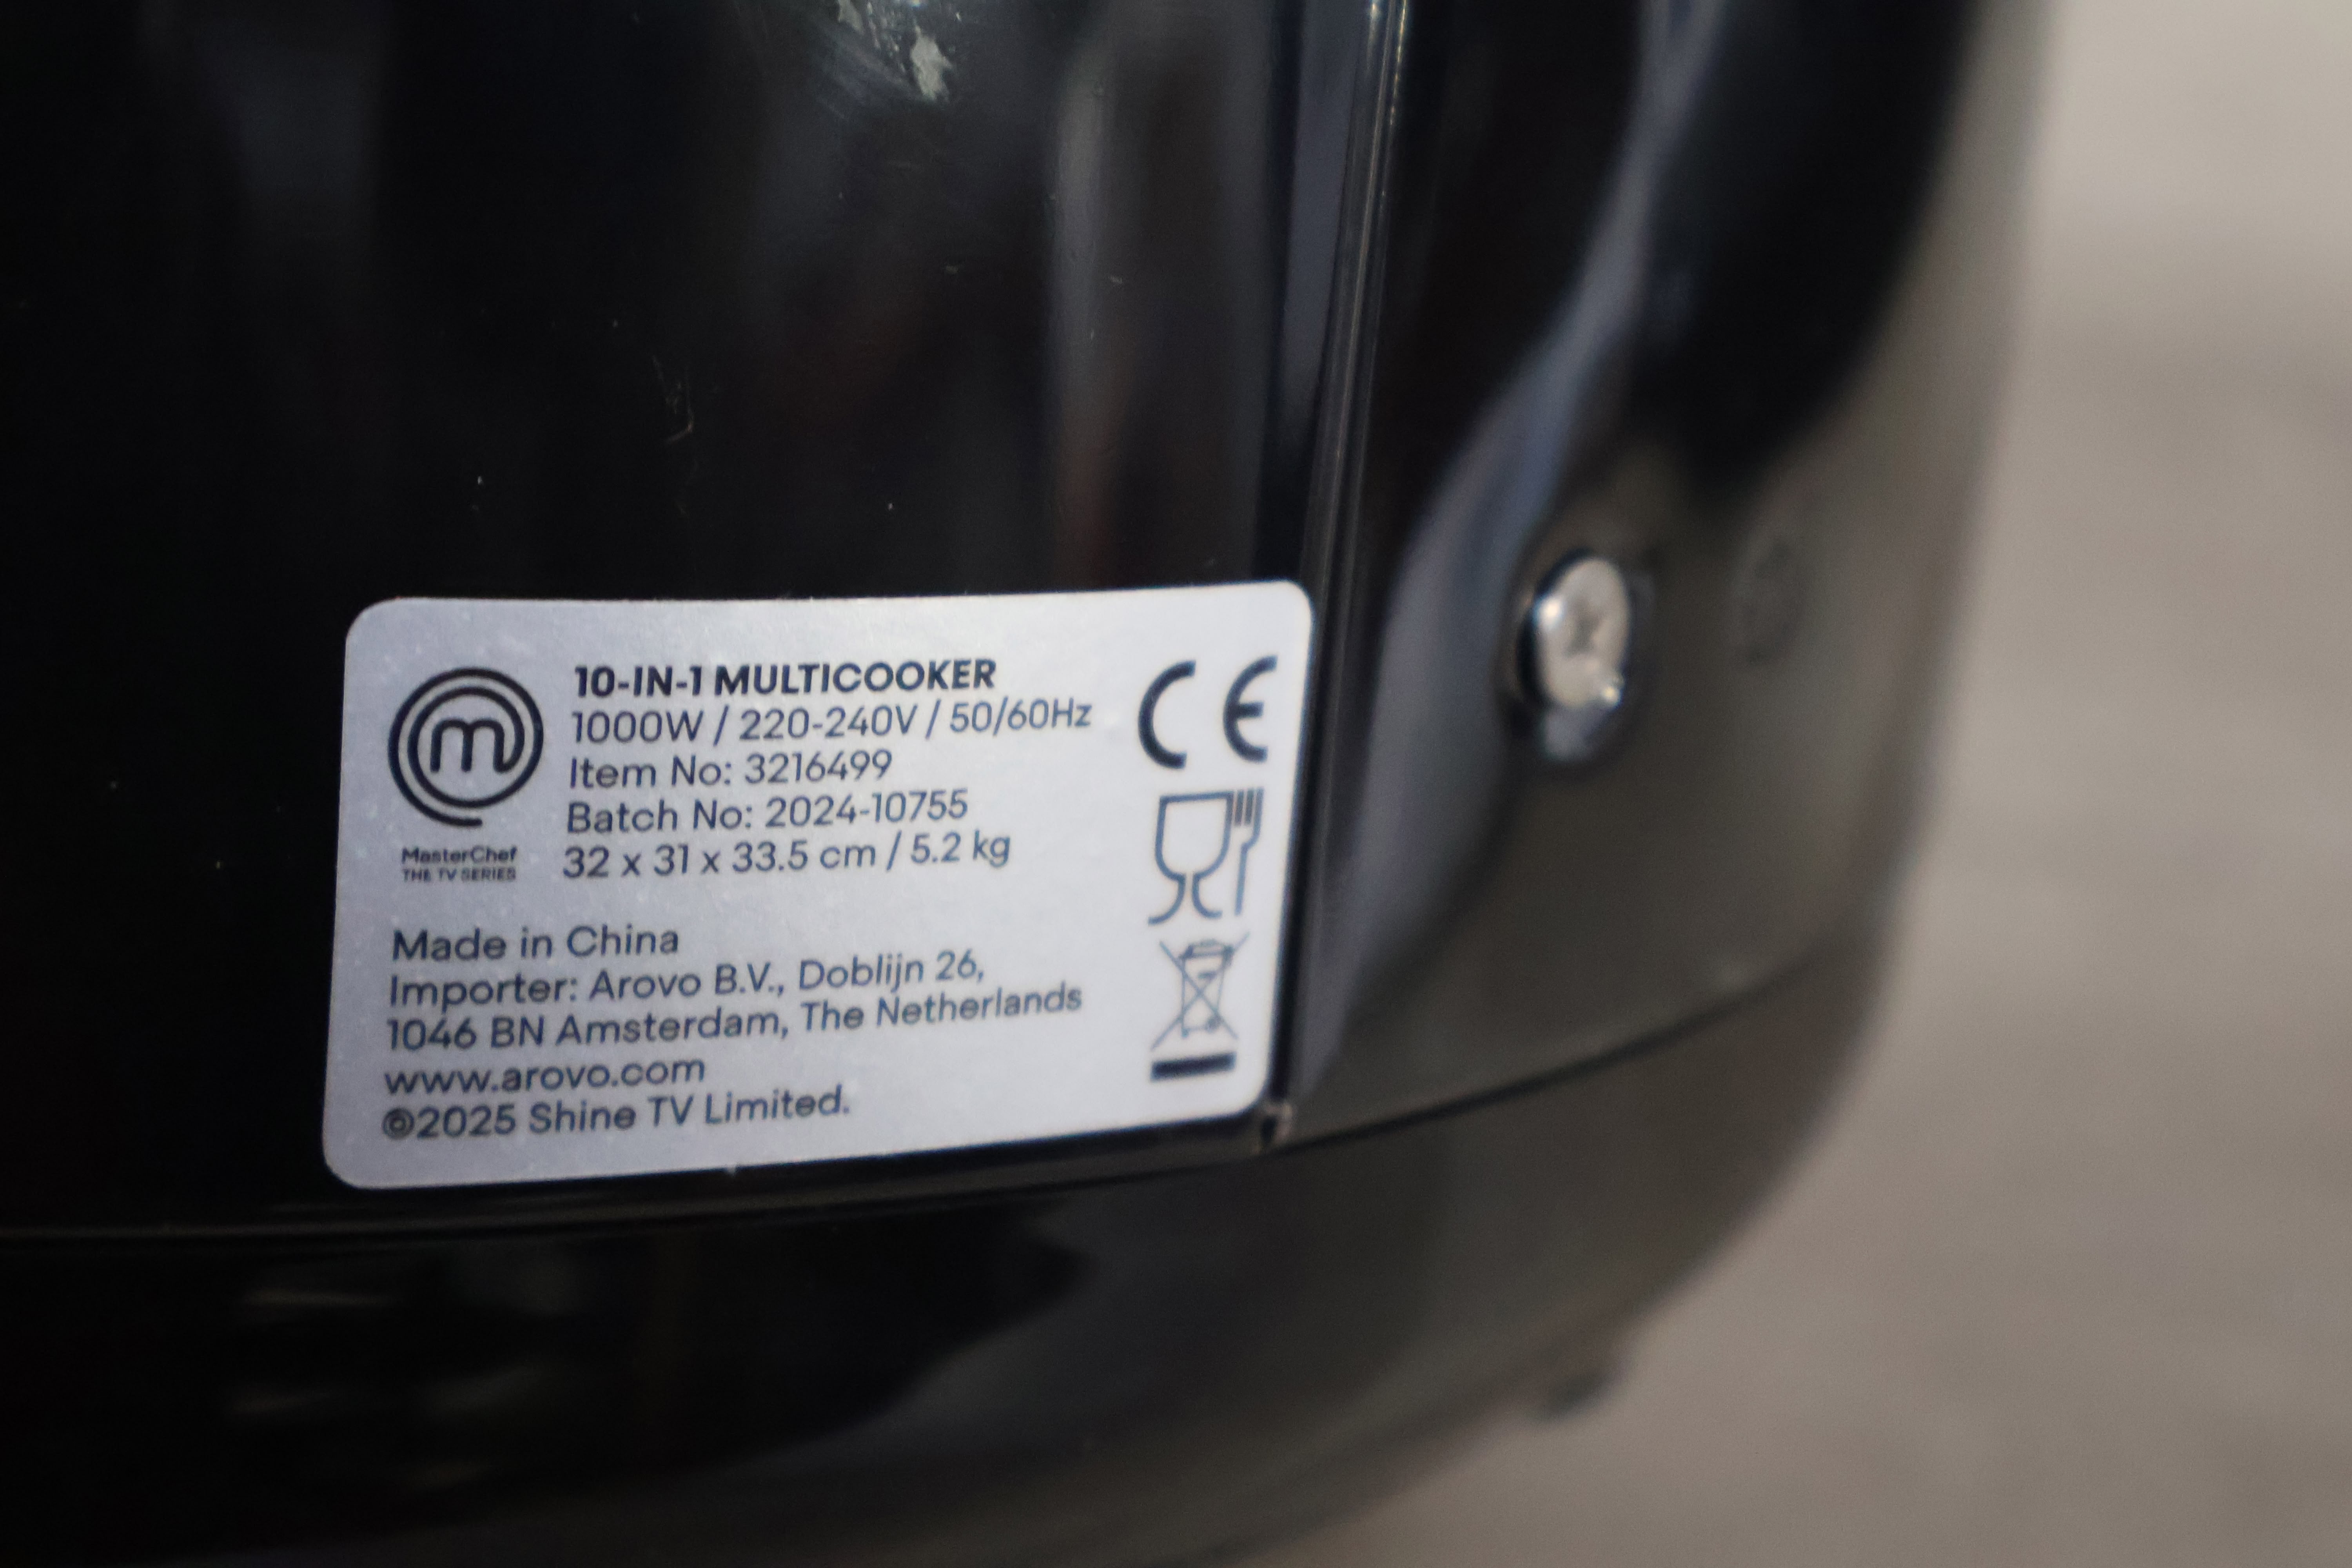 10-IN-1 MULTICOOKER
1000W / 220-240V / 50/60Hz
Item No: 3216499
Batch No: 2024-10755
32 x 31 x 33.5 cm / 5.2 kg
m
MasterChef
THE TV SERIES
CE
Made in China
Importer: Arovo B.V., Doblijn 26,
1046 BN Amsterdam, The Netherlands
www.arovo.com
©2025 Shine TV Limited.